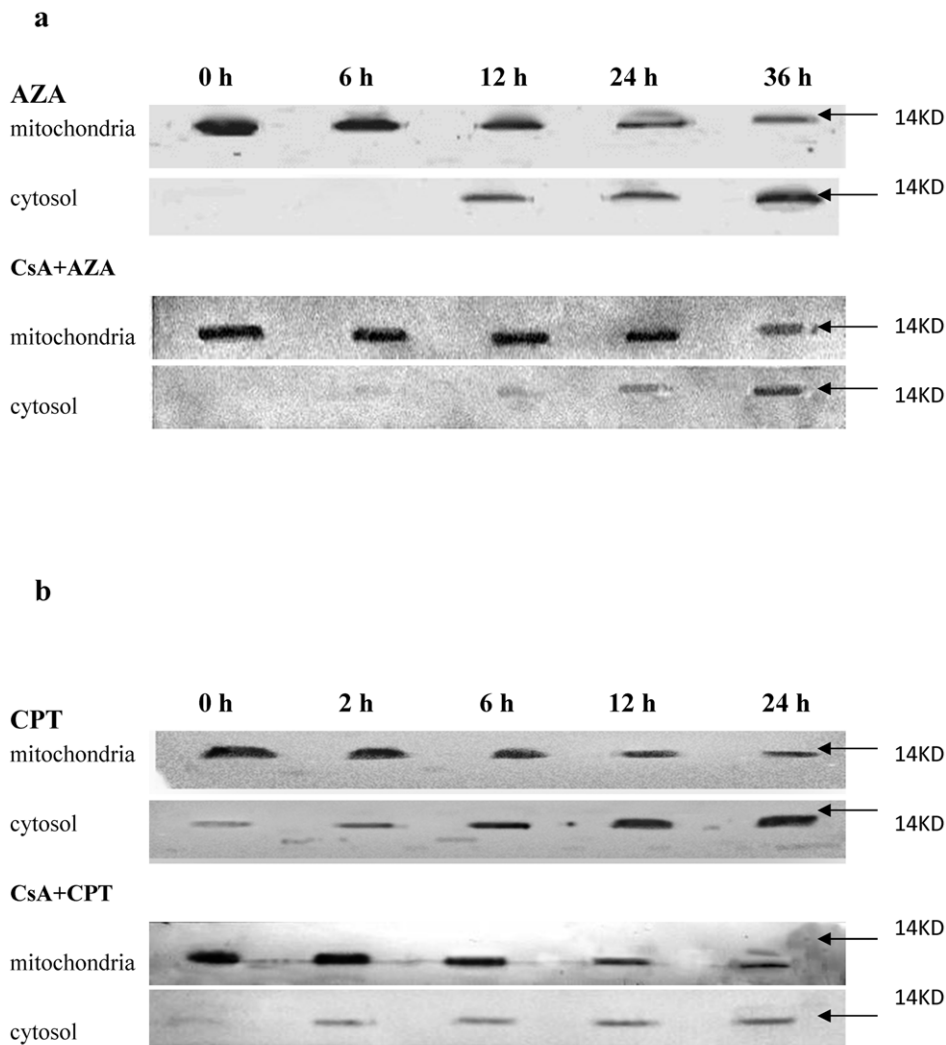 a
0 h 6 h 12 h 24 h 36 h
AZA
mitochondria 14KD
cytosol 14KD
CsA+AZA
mitochondria 14KD
cytosol 14KD
b
0 h 2 h 6 h 12 h 24 h
CPT
mitochondria 14KD
cytosol 14KD
CsA+CPT
14KD
mitochondria
14KD
cytosol